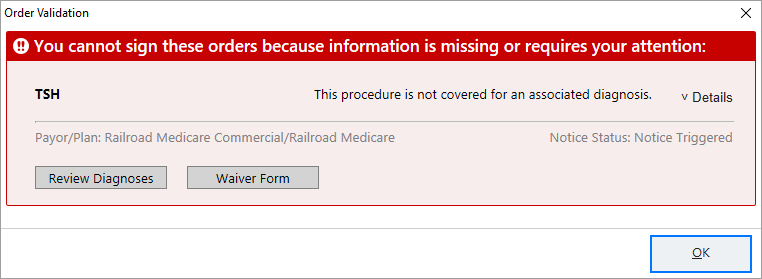 Order Validation
You cannot sign these orders because information is missing or requires your attention:
TSH This procedure is not covered for an associated diagnosis. ˅ Details
Payor/Plan: Railroad Medicare Commercial/Railroad Medicare Notice Status: Notice Triggered
Review Diagnoses Waiver Form
OK